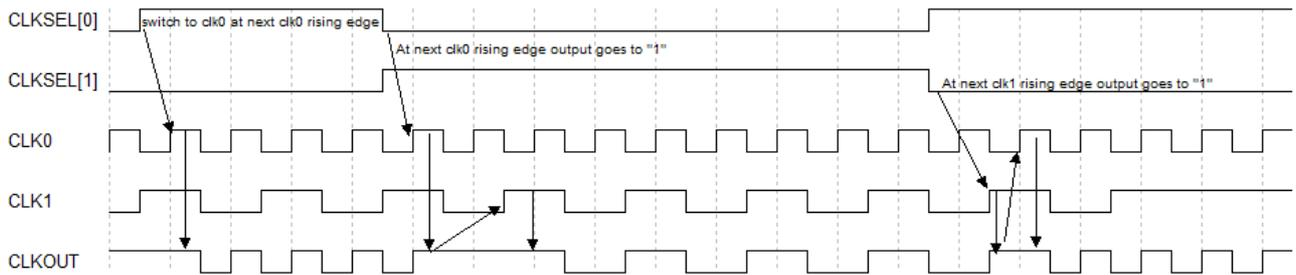 CLKSEL[0]
switch to clk0 at next clk0 rising edge
At next clk0 rising edge output goes to "1"
CLKSEL[1]
At next clk1 rising edge output goes to "1"
CLK0
CLK1
CLKOUT